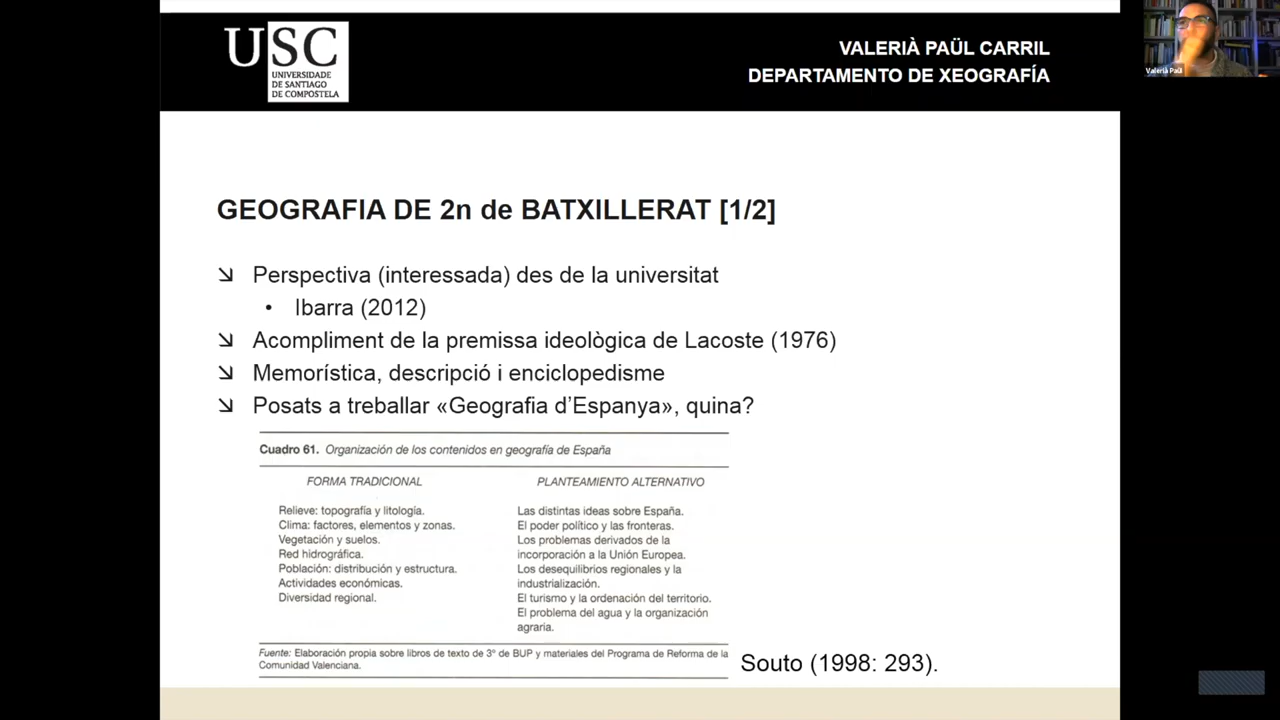 USC
UNIVERSIDADE
DE SANTIAGO
DE COMPOSTELA
VALERIÀ PAÜL CARRIL
DEPARTAMENTO DE XEOGRAFÍA
Valerià Paül
GEOGRAFIA DE 2n de BATXILLERAT [1/2]
Perspectiva (interessada) des de la universitat
• Ibarra (2012)
Acompliment de la premissa ideològica de Lacoste (1976)
Memorística, descripció i enciclopedisme
Posats a treballar «Geografia d’Espanya», quina?
Cuadro 61. Organización de los contenidos en geografía de España
FORMA TRADICIONAL
Relieve: topografía y litología.
Clima: factores, elementos y zonas.
Vegetación y suelos.
Red hidrográfica.
Población: distribución y estructura.
Actividades económicas.
Diversidad regional.
PLANTEAMIENTO ALTERNATIVO
Las distintas ideas sobre España.
El poder político y las fronteras.
Los problemas derivados de la
incorporación a la Unión Europea.
Los desequilibrios regionales y la
industrialización.
El turismo y la ordenación del territorio.
El problema del agua y la organización
agraria.
Fuente: Elaboración propia sobre libros de texto de 3º de BUP y materiales del Programa de Reforma de la
Comunidad Valenciana.
Souto (1998: 293).